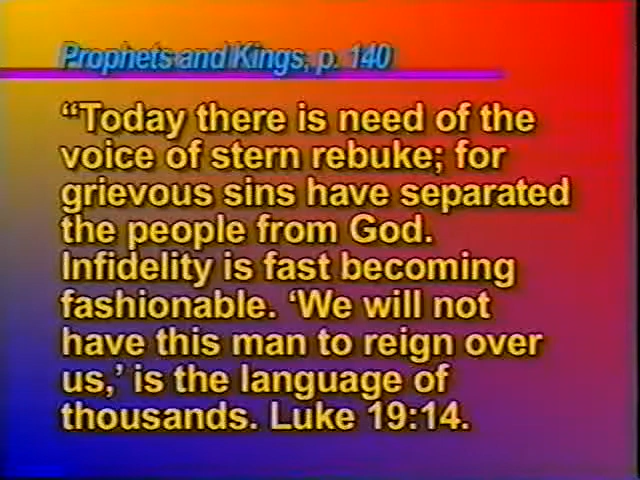 Prophets and Kings, p. 140
“Today there is need of the
voice of stern rebuke; for
grievous sins have separated
the people from God.
Infidelity is fast becoming
fashionable. ‘We will not
have this man to reign over
us,’ is the language of
thousands. Luke 19:14.